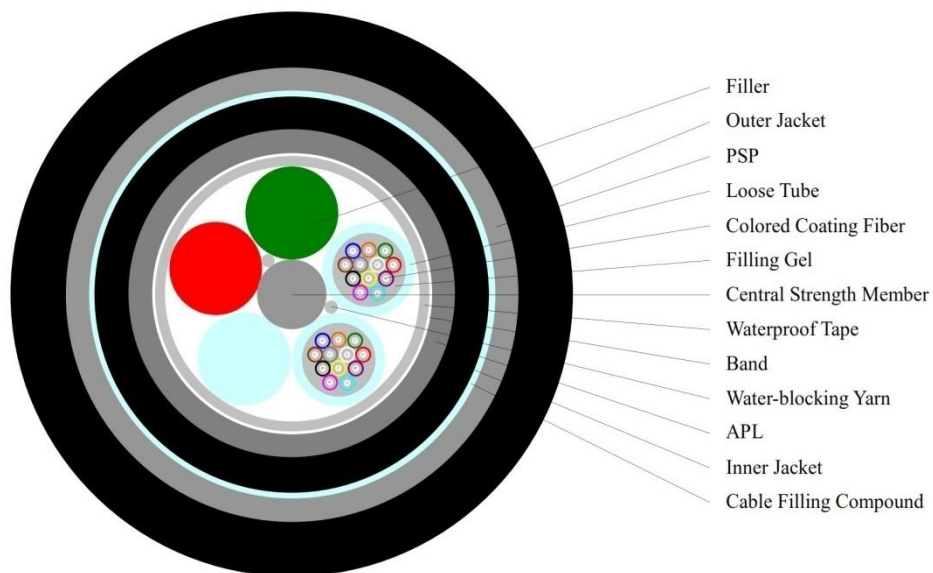 Filler
Outer Jacket
PSP
Loose Tube
Colored Coating Fiber
Filling Gel
Central Strength Member
Waterproof Tape
Band
Water-blocking Yarn
APL
Inner Jacket
Cable Filling Compound